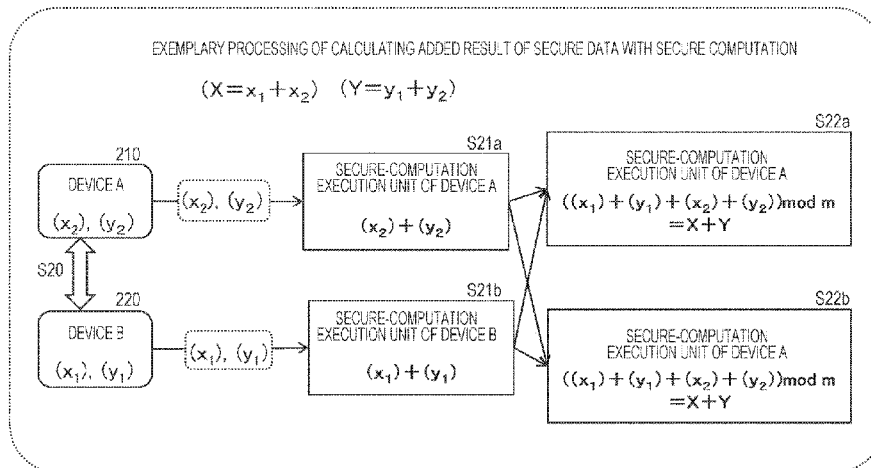 EXEMPLARY PROCESSING OF CALCULATING ADDED RESULT OF SECURE DATA WITH SECURE COMPUTATION
(X=x₁+x₂) (Y=y₁+y₂)
210
DEVICE A
(x₂), (y₂)
(x₂), (y₂)
S21a
SECURE-COMPUTATION
EXECUTION UNIT OF DEVICE A
(x₂)+(y₂)
S22a
SECURE-COMPUTATION
EXECUTION UNIT OF DEVICE A
((x₁)+(y₁)+(x₂)+(y₂))mod m
=X+Y
S20
220
DEVICE B
(x₁), (y₁)
(x₁), (y₁)
S21b
SECURE-COMPUTATION
EXECUTION UNIT OF DEVICE B
(x₁)+(y₁)
S22b
SECURE-COMPUTATION
EXECUTION UNIT OF DEVICE A
((x₁)+(y₁)+(x₂)+(y₂))mod m
=X+Y